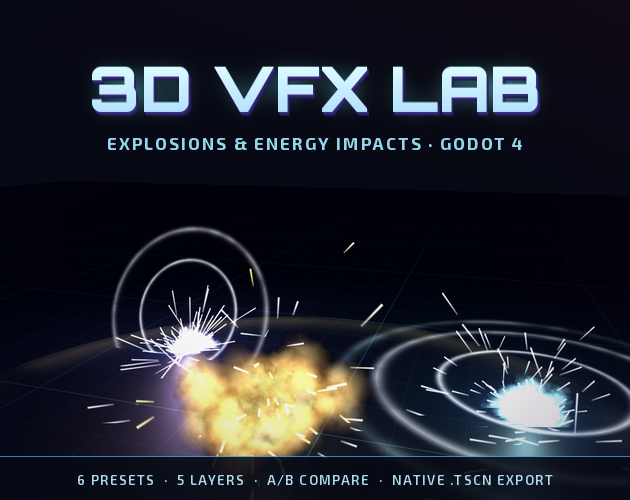 3D VFX LAB
EXPLOSIONS & ENERGY IMPACTS · GODOT 4
6 PRESETS · 5 LAYERS · A/B COMPARE · NATIVE .TSCN EXPORT